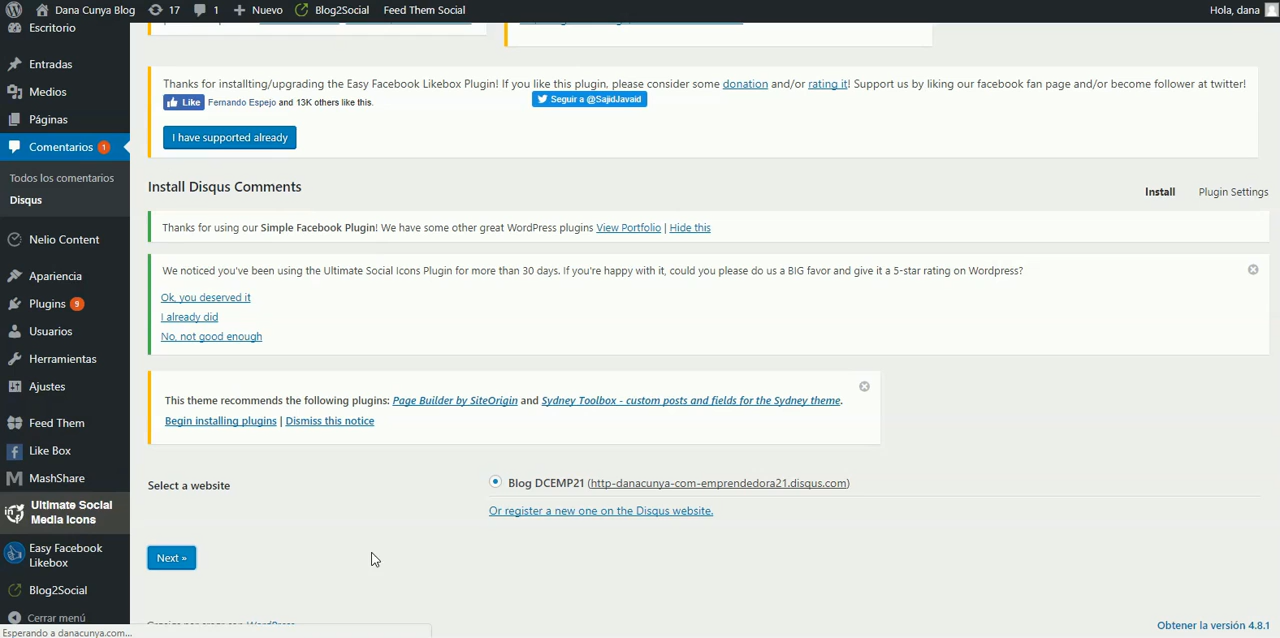 Dana Cunya Blog 17 1 Nuevo Blog2Social Feed Them Social Hola, dana
Escritorio
Entradas
Medios
Páginas
Comentarios 1
Todos los comentarios
Disqus
Nelio Content
Apariencia
Plugins 9
Usuarios
Herramientas
Ajustes
Feed Them
Like Box
MashShare
Ultimate Social
Media Icons
Easy Facebook
Likebox
Blog2Social
Cerrar menú
Esperando a danacunya.com...
Thanks for installting/upgrading the Easy Facebook Likebox Plugin! If you like this plugin, please consider some donation and/or rating it! Support us by liking our facebook fan page and/or become follower at twitter!
Like Fernando Espejo and 13K others like this. Seguir a @SajidJavaid
I have supported already
Install Disqus Comments
Install Plugin Settings
Thanks for using our Simple Facebook Plugin! We have some other great WordPress plugins View Portfolio | Hide this
We noticed you've been using the Ultimate Social Icons Plugin for more than 30 days. If you're happy with it, could you please do us a BIG favor and give it a 5-star rating on Wordpress?
Ok, you deserved it
I already did
No, not good enough
This theme recommends the following plugins: Page Builder by SiteOrigin and Sydney Toolbox - custom posts and fields for the Sydney theme.
Begin installing plugins | Dismiss this notice
Select a website
Blog DCEMP21 (http-danacunya-com-emprendedora21.disqus.com)
Or register a new one on the Disqus website.
Next »
Obtener la versión 4.8.1